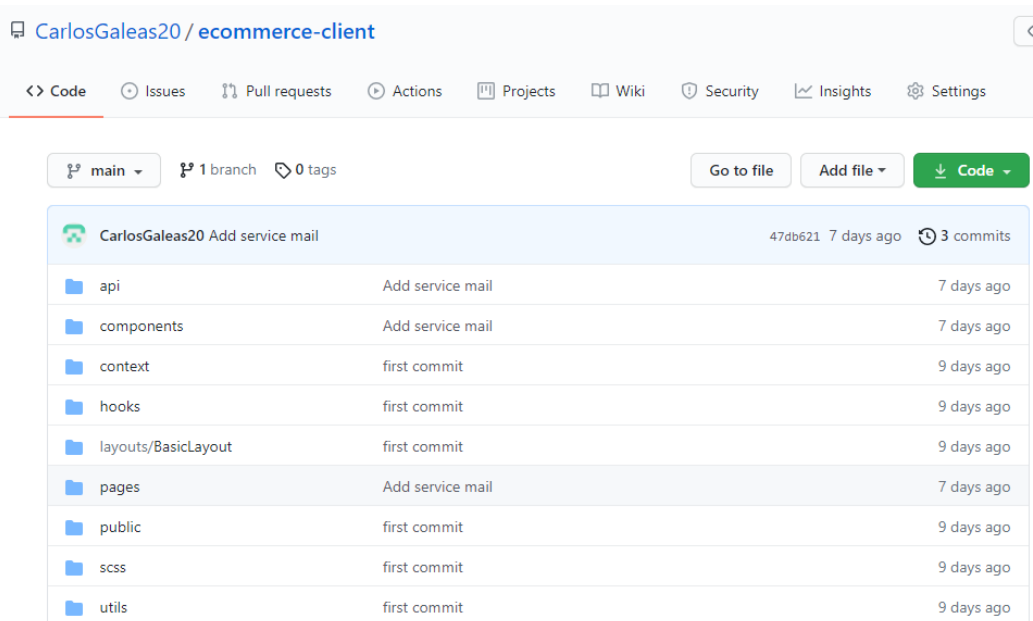 CarlosGaleas20 / ecommerce-client
Code Issues Pull requests Actions Projects Wiki Security Insights Settings
main 1 branch 0 tags Go to file Add file Code
CarlosGaleas20 Add service mail 47db621 7 days ago 3 commits
api Add service mail 7 days ago
components Add service mail 7 days ago
context first commit 9 days ago
hooks first commit 9 days ago
layouts/BasicLayout first commit 9 days ago
pages Add service mail 7 days ago
public first commit 9 days ago
scss first commit 9 days ago
utils first commit 9 days ago